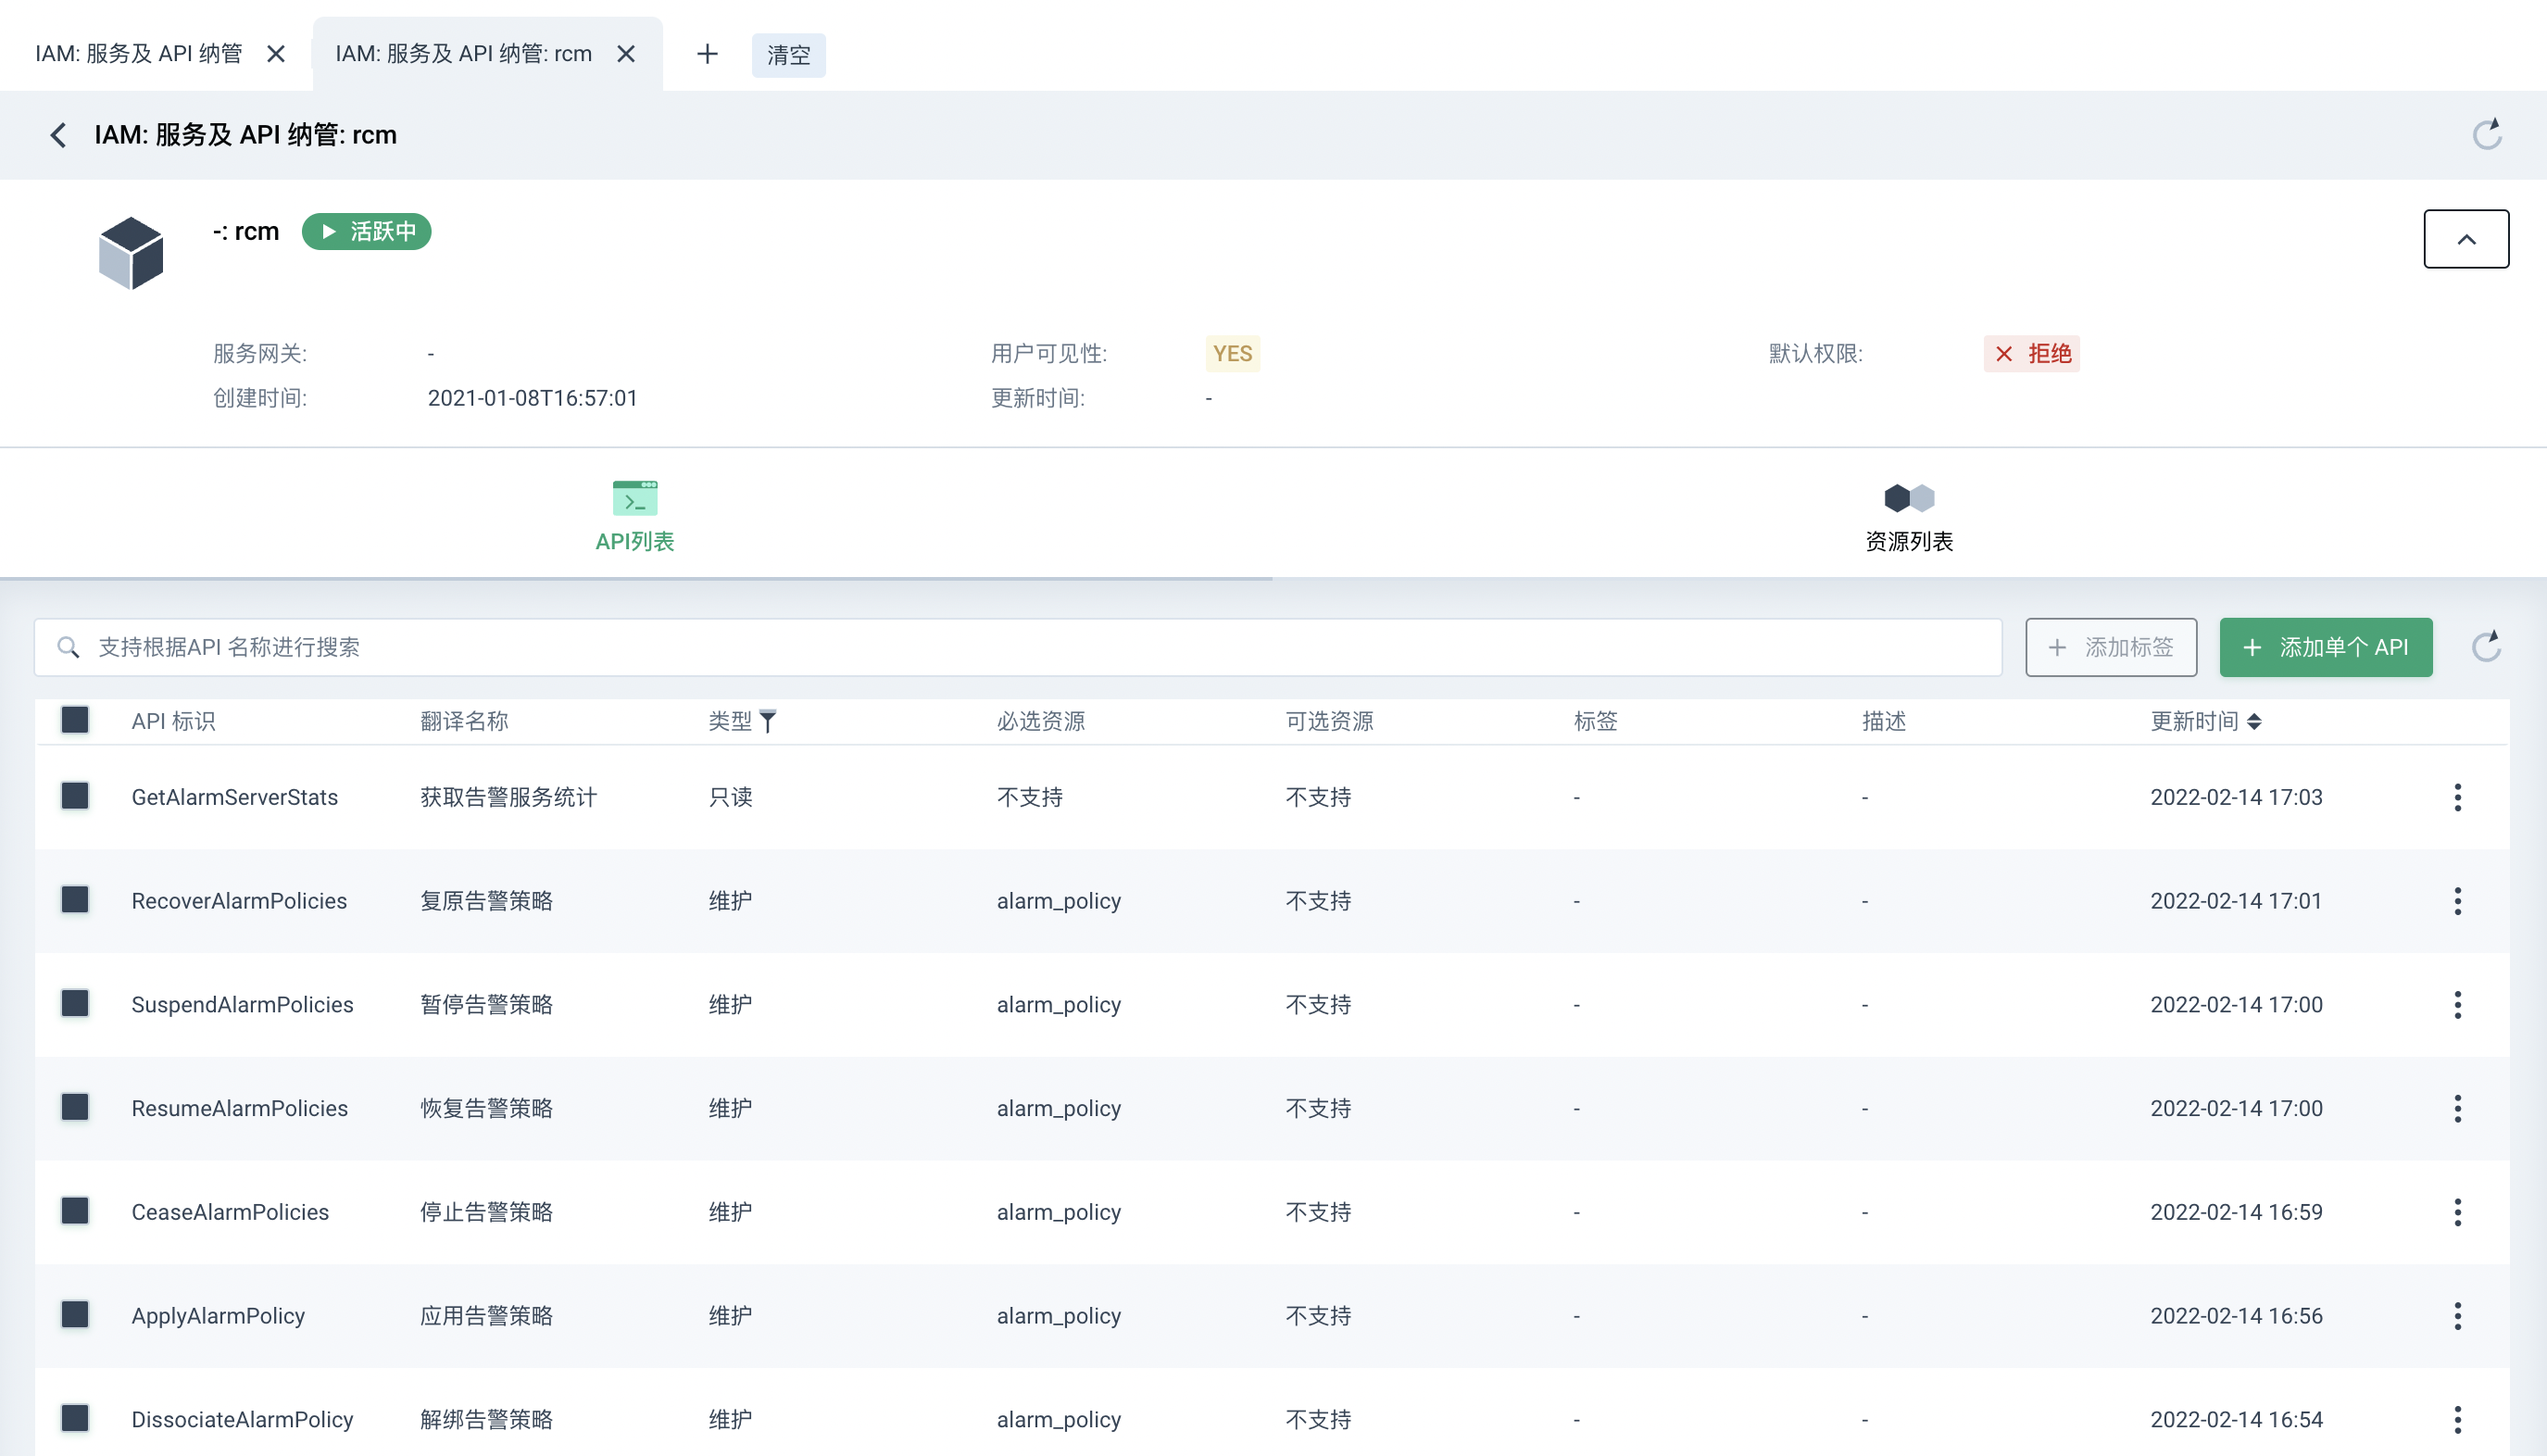 IAM: 服务及 API 纳管 IAM: 服务及 API 纳管: rcm 清空
IAM: 服务及 API 纳管: rcm
-: rcm 活跃中
服务网关: - 用户可见性: YES 默认权限: 拒绝
创建时间: 2021-01-08T16:57:01 更新时间: -
API列表 资源列表
支持根据API 名称进行搜索 添加标签 添加单个 API
API 标识 翻译名称 类型 必选资源 可选资源 标签 描述 更新时间
GetAlarmServerStats 获取告警服务统计 只读 不支持 不支持 - - 2022-02-14 17:03
RecoverAlarmPolicies 复原告警策略 维护 alarm_policy 不支持 - - 2022-02-14 17:01
SuspendAlarmPolicies 暂停告警策略 维护 alarm_policy 不支持 - - 2022-02-14 17:00
ResumeAlarmPolicies 恢复告警策略 维护 alarm_policy 不支持 - - 2022-02-14 17:00
CeaseAlarmPolicies 停止告警策略 维护 alarm_policy 不支持 - - 2022-02-14 16:59
ApplyAlarmPolicy 应用告警策略 维护 alarm_policy 不支持 - - 2022-02-14 16:56
DissociateAlarmPolicy 解绑告警策略 维护 alarm_policy 不支持 - - 2022-02-14 16:54